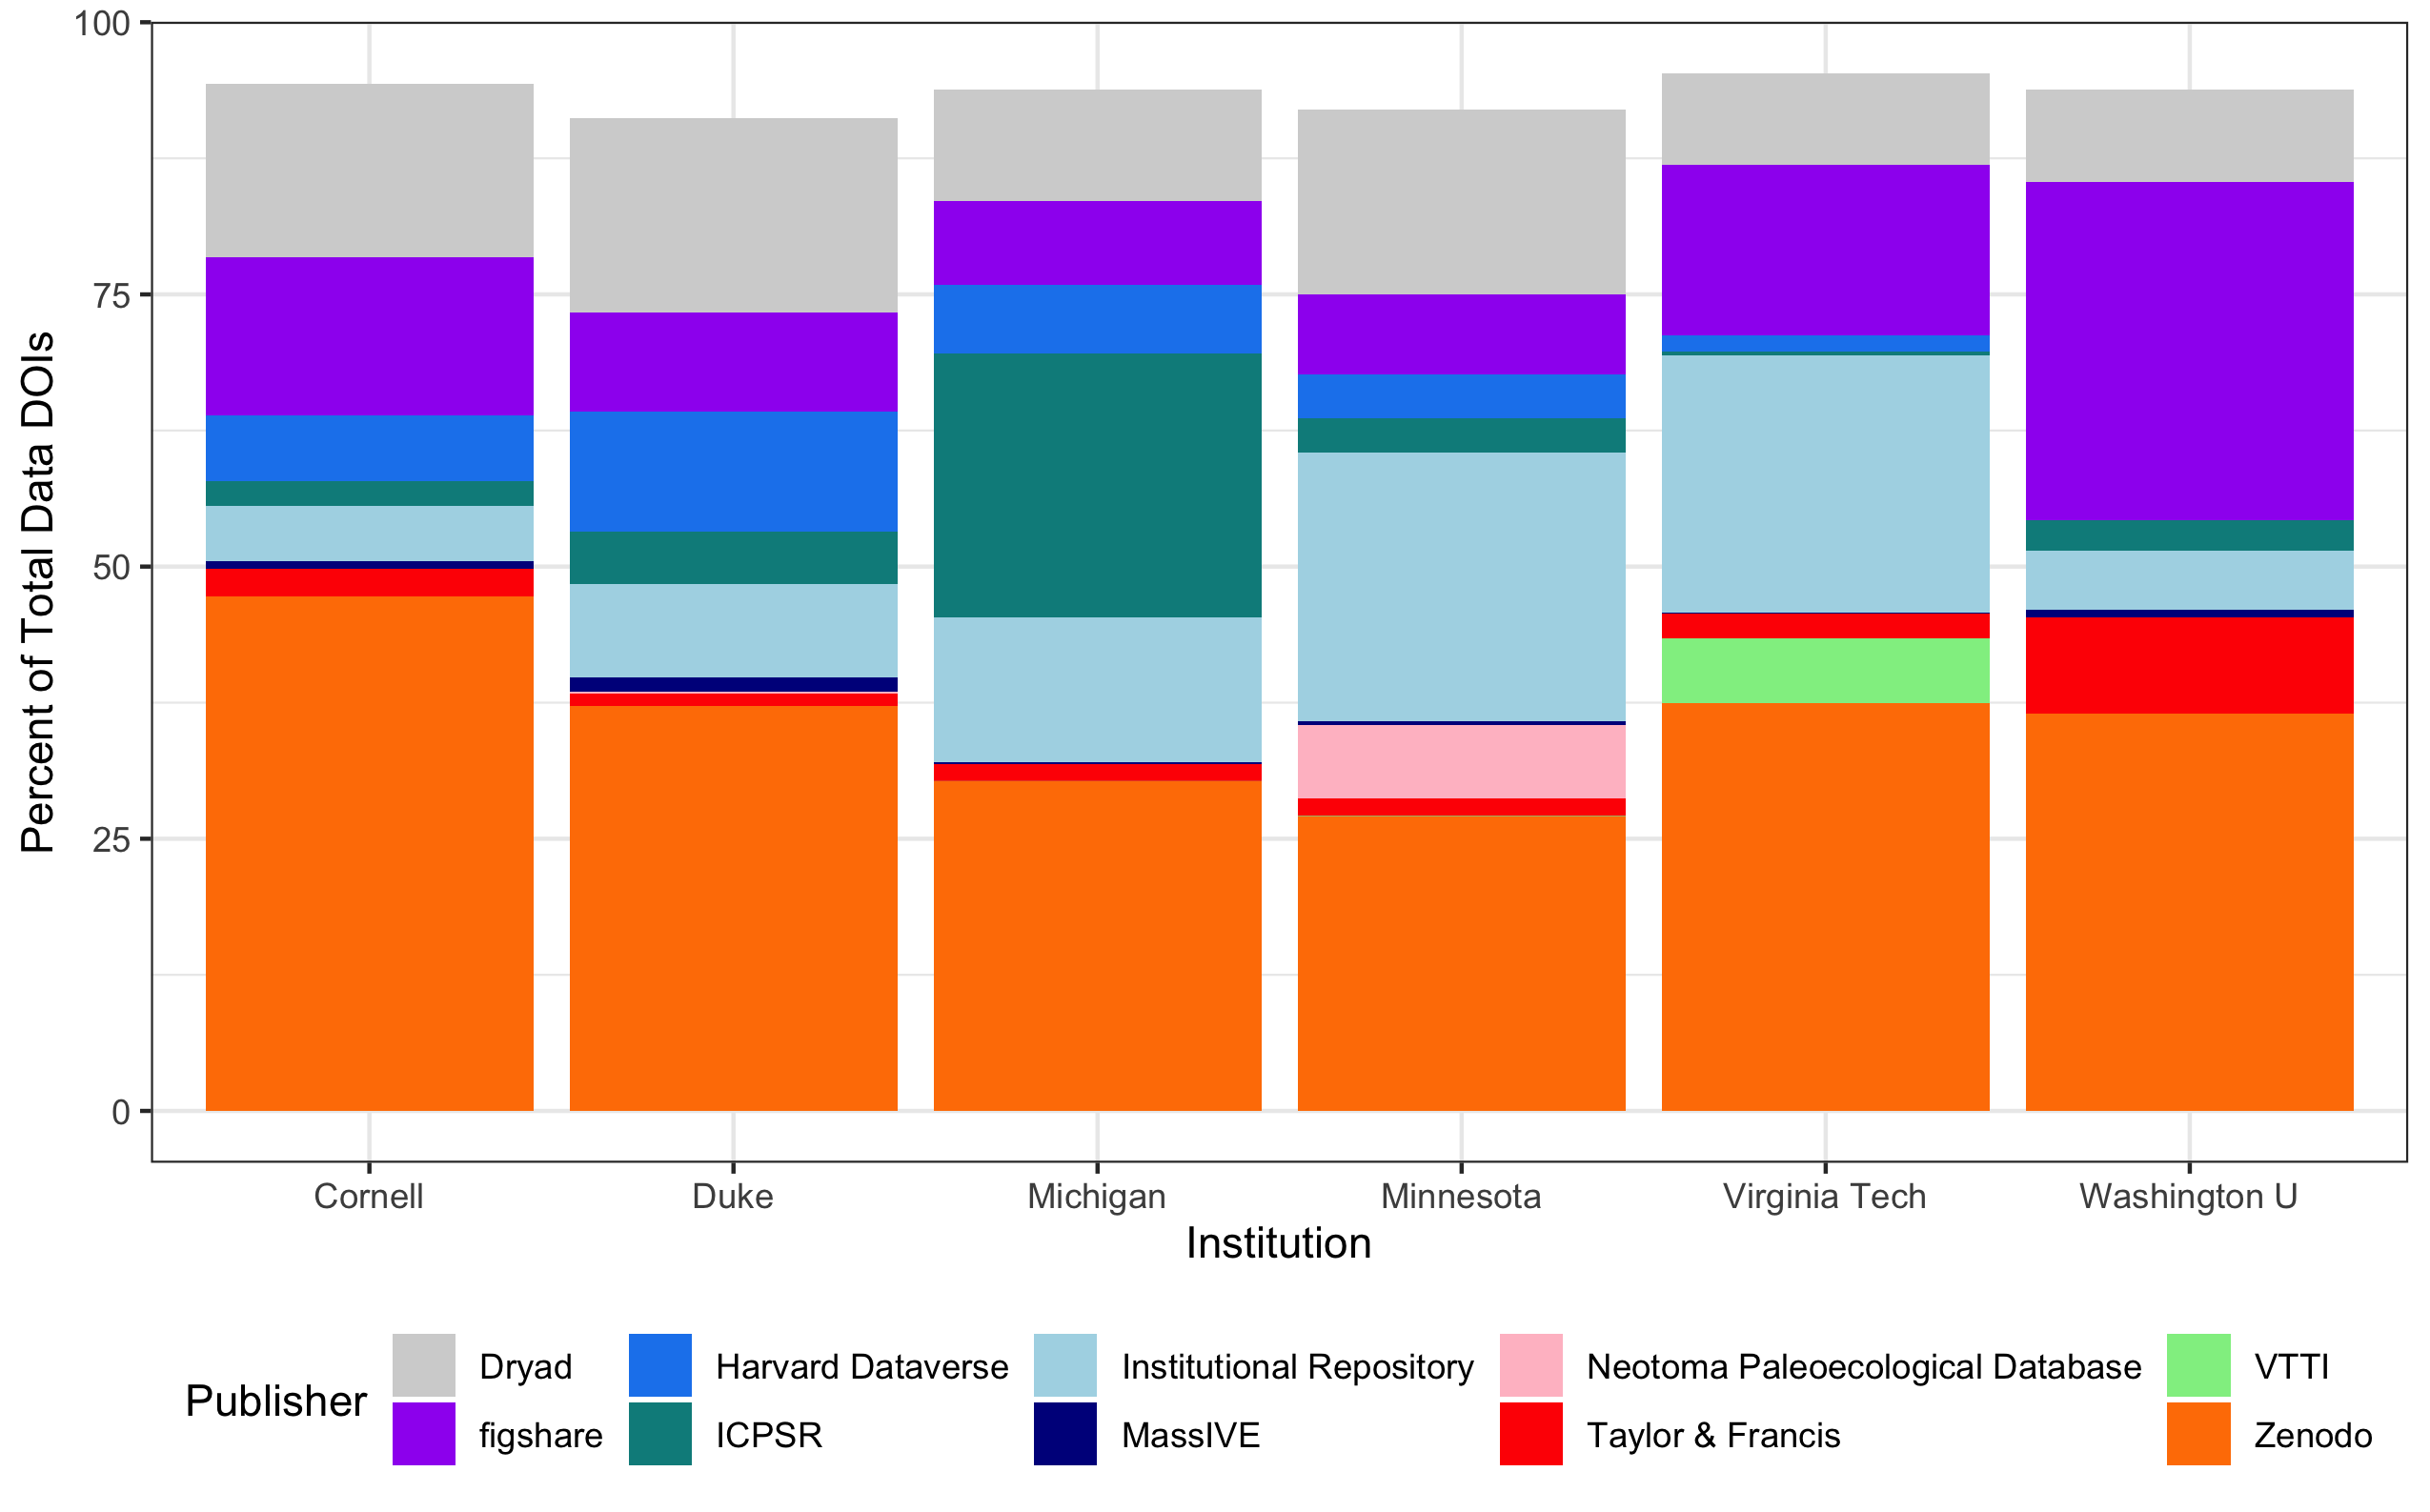 100
75
50
25
0
Percent of Total Data DOIs
Cornell Duke Michigan Minnesota Virginia Tech Washington U
Institution
Publisher
Dryad Harvard Dataverse Institutional Repository Neotoma Paleoecological Database VTTI
figshare ICPSR MassIVE Taylor & Francis Zenodo